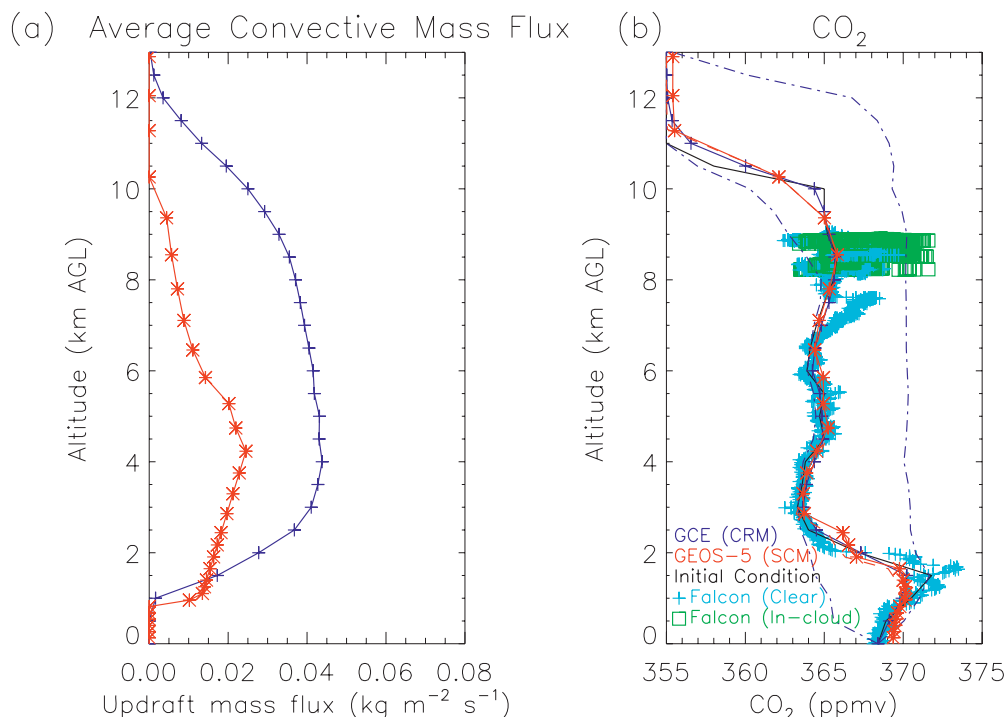 (a) Average Convective Mass Flux
12
10
8
6
4
2
0
Altitude (km AGL)
0.00 0.02 0.04 0.06 0.08
Updraft mass flux (kg m⁻² s⁻¹)
(b) CO₂
12
10
8
6
4
2
0
Altitude (km AGL)
GCE (CRM)
GEOS-5 (SCM)
Initial Condition
Falcon (Clear)
Falcon (In-cloud)
355 360 365 370 375
CO₂ (ppmv)